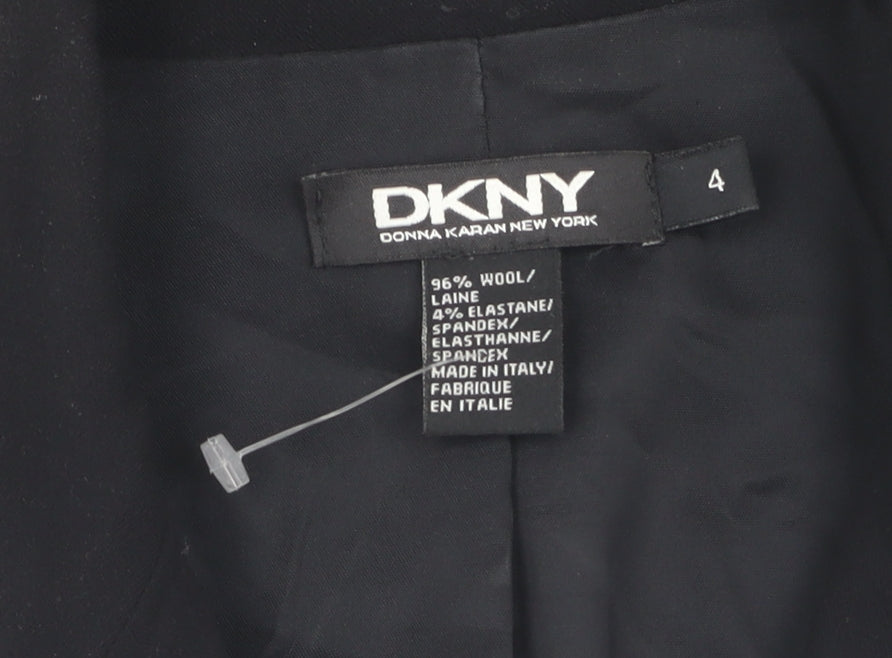 DKNY
DONNA KARAN NEW YORK
4
96% WOOL/
LAINE
4% ELASTANE/
SPANDEX/
ELASTHANNE/
SPANDEX
MADE IN ITALY/
FABRIQUE
EN ITALIE